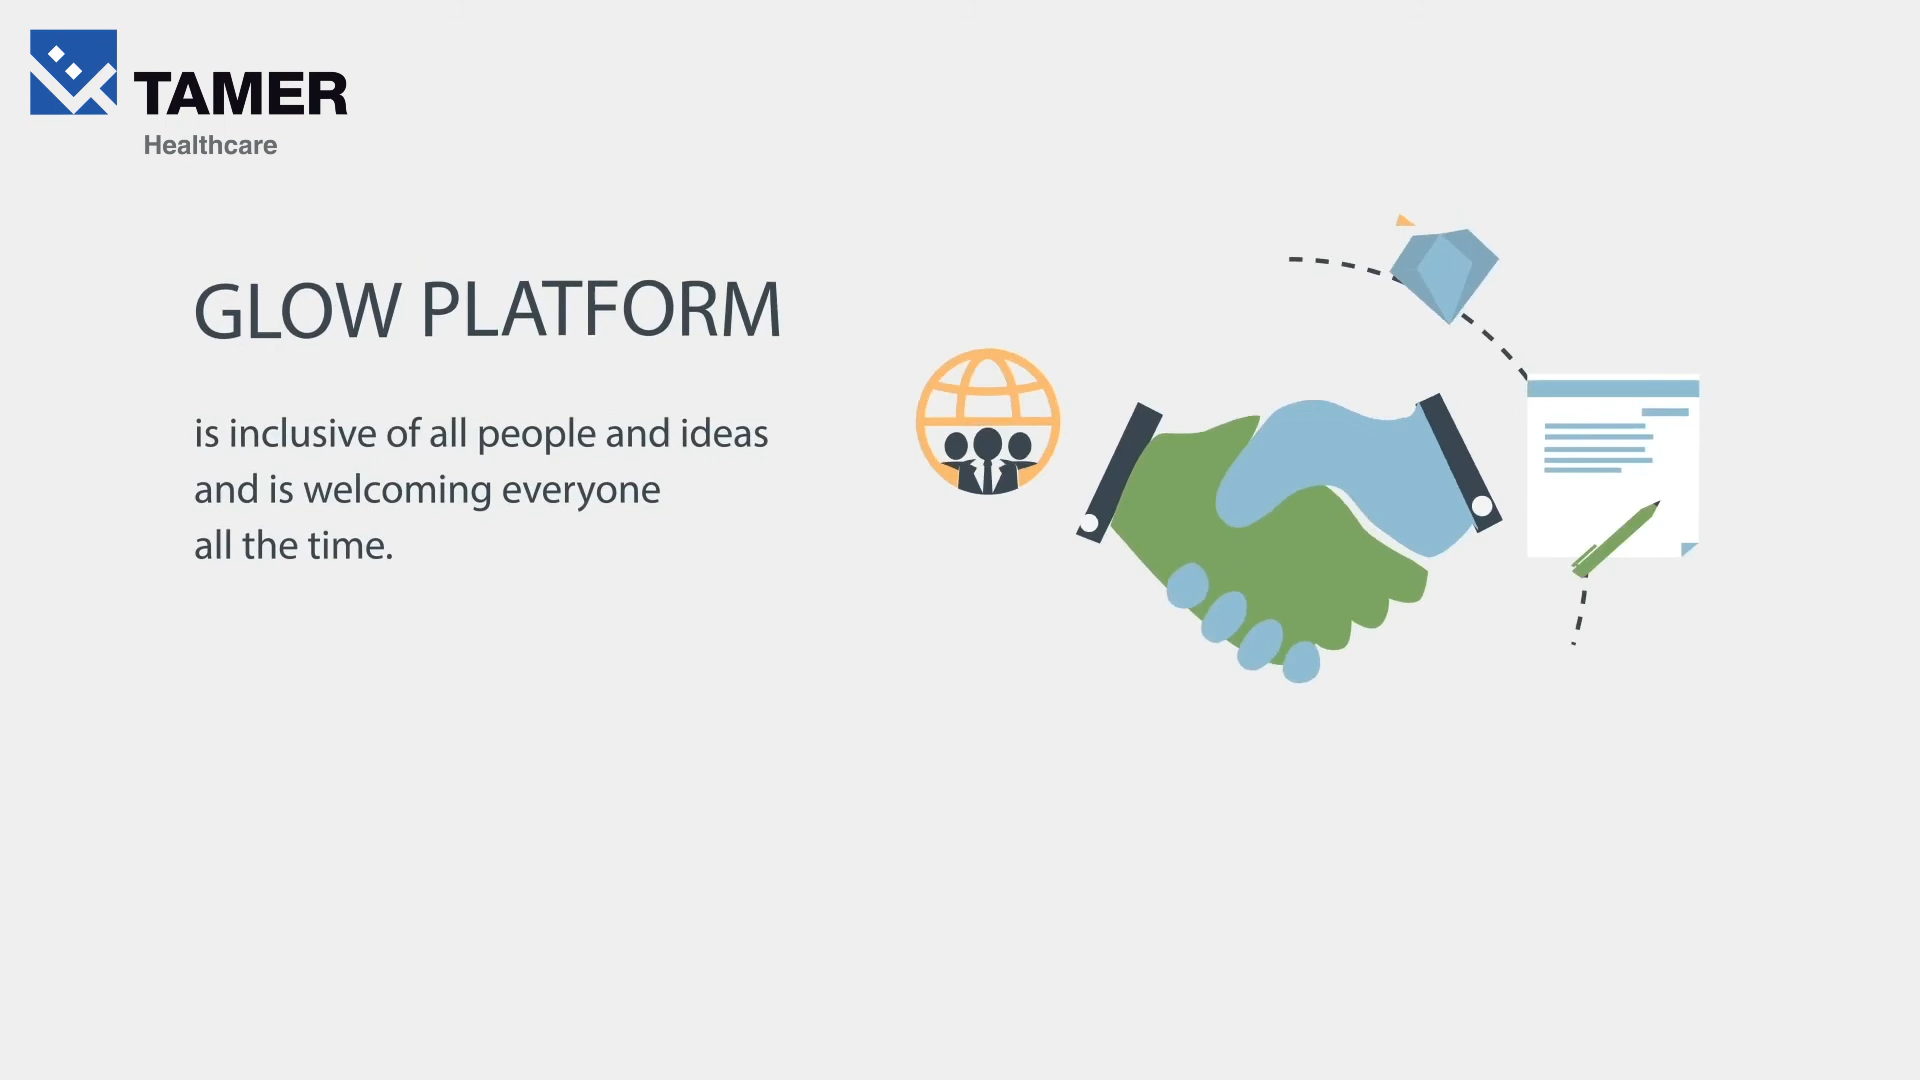 TAMER
Healthcare
GLOW PLATFORM
is inclusive of all people and ideas
and is welcoming everyone
all the time.